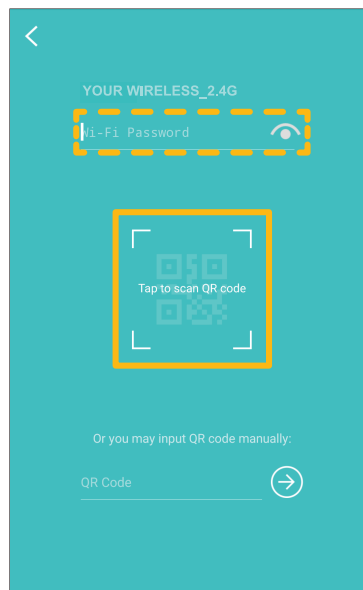 YOUR WIRELESS_2.4G
Wi-Fi Password
Tap to scan QR code
Or you may input QR code manually:
QR Code